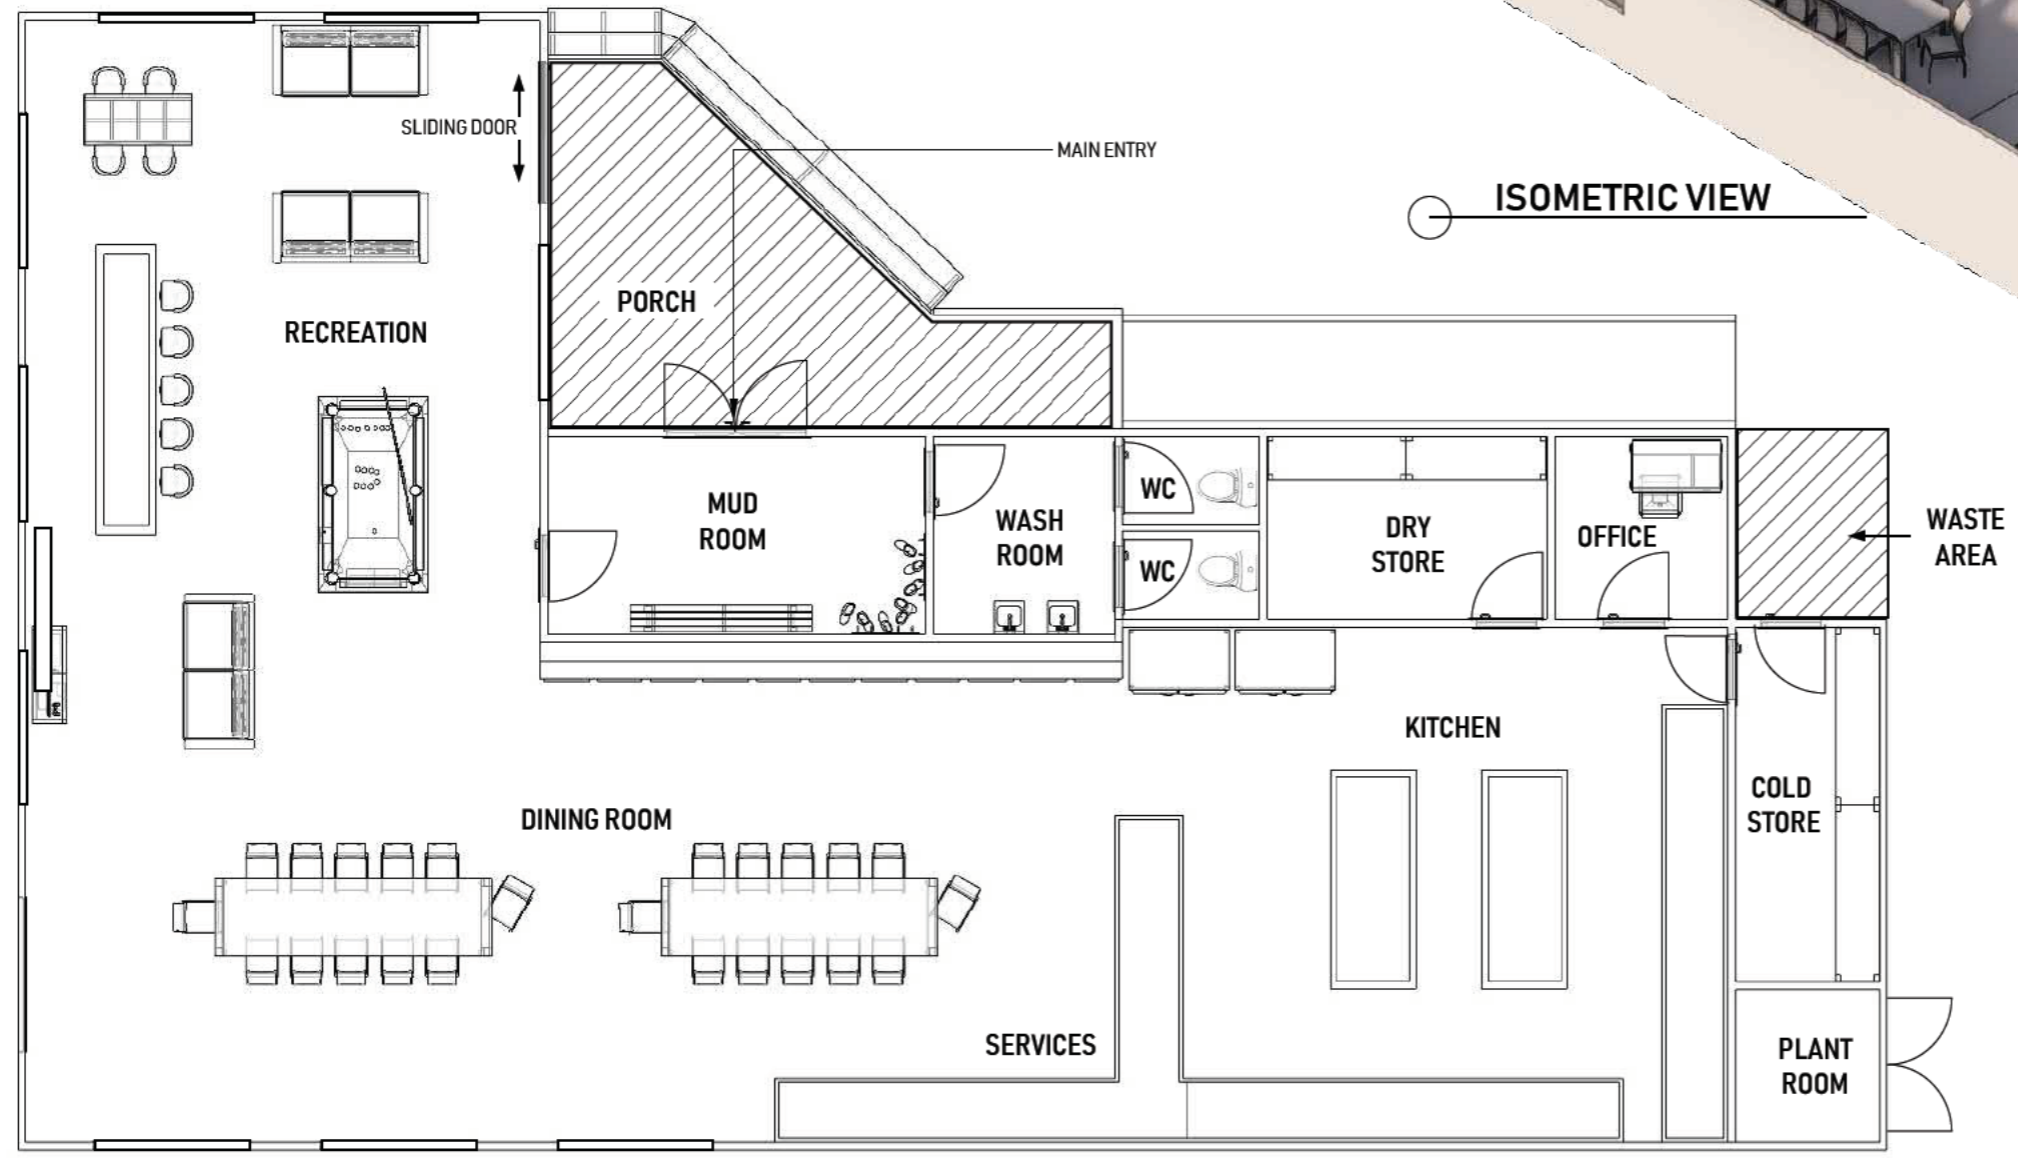 SLIDING DOOR
MAIN ENTRY
ISOMETRIC VIEW
PORCH
RECREATION
MUD
ROOM
WASH
ROOM
WC
WC
DRY
STORE
OFFICE
WASTE
AREA
KITCHEN
COLD
STORE
DINING ROOM
SERVICES
PLANT
ROOM